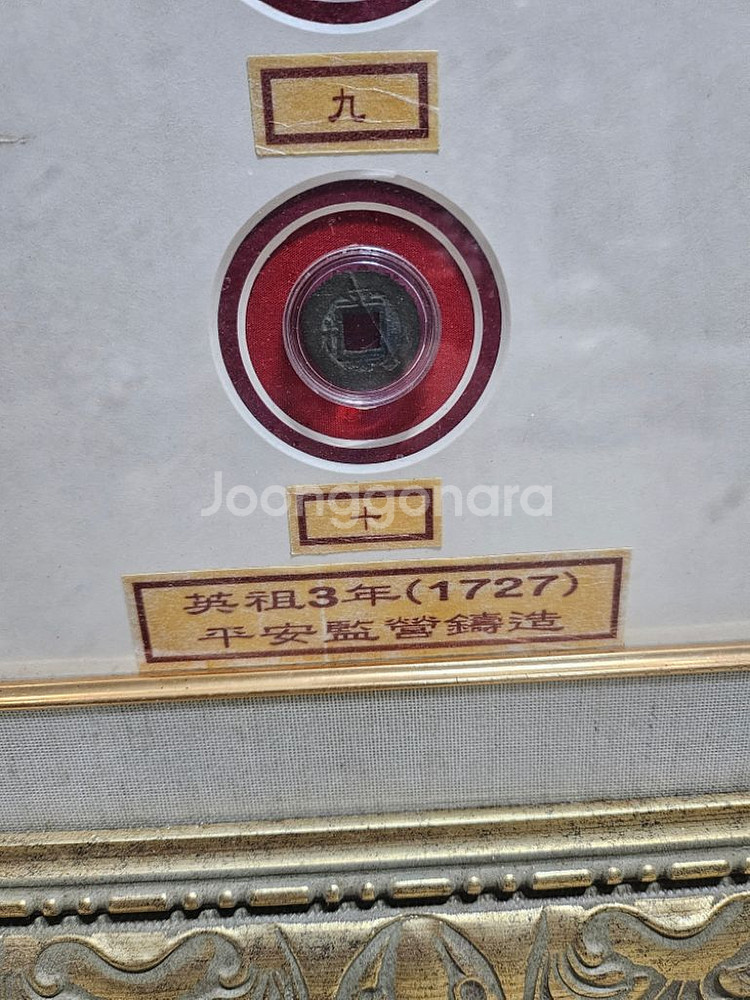 九
Joonggonara
十
英祖3年(1727)
平安監營鑄造